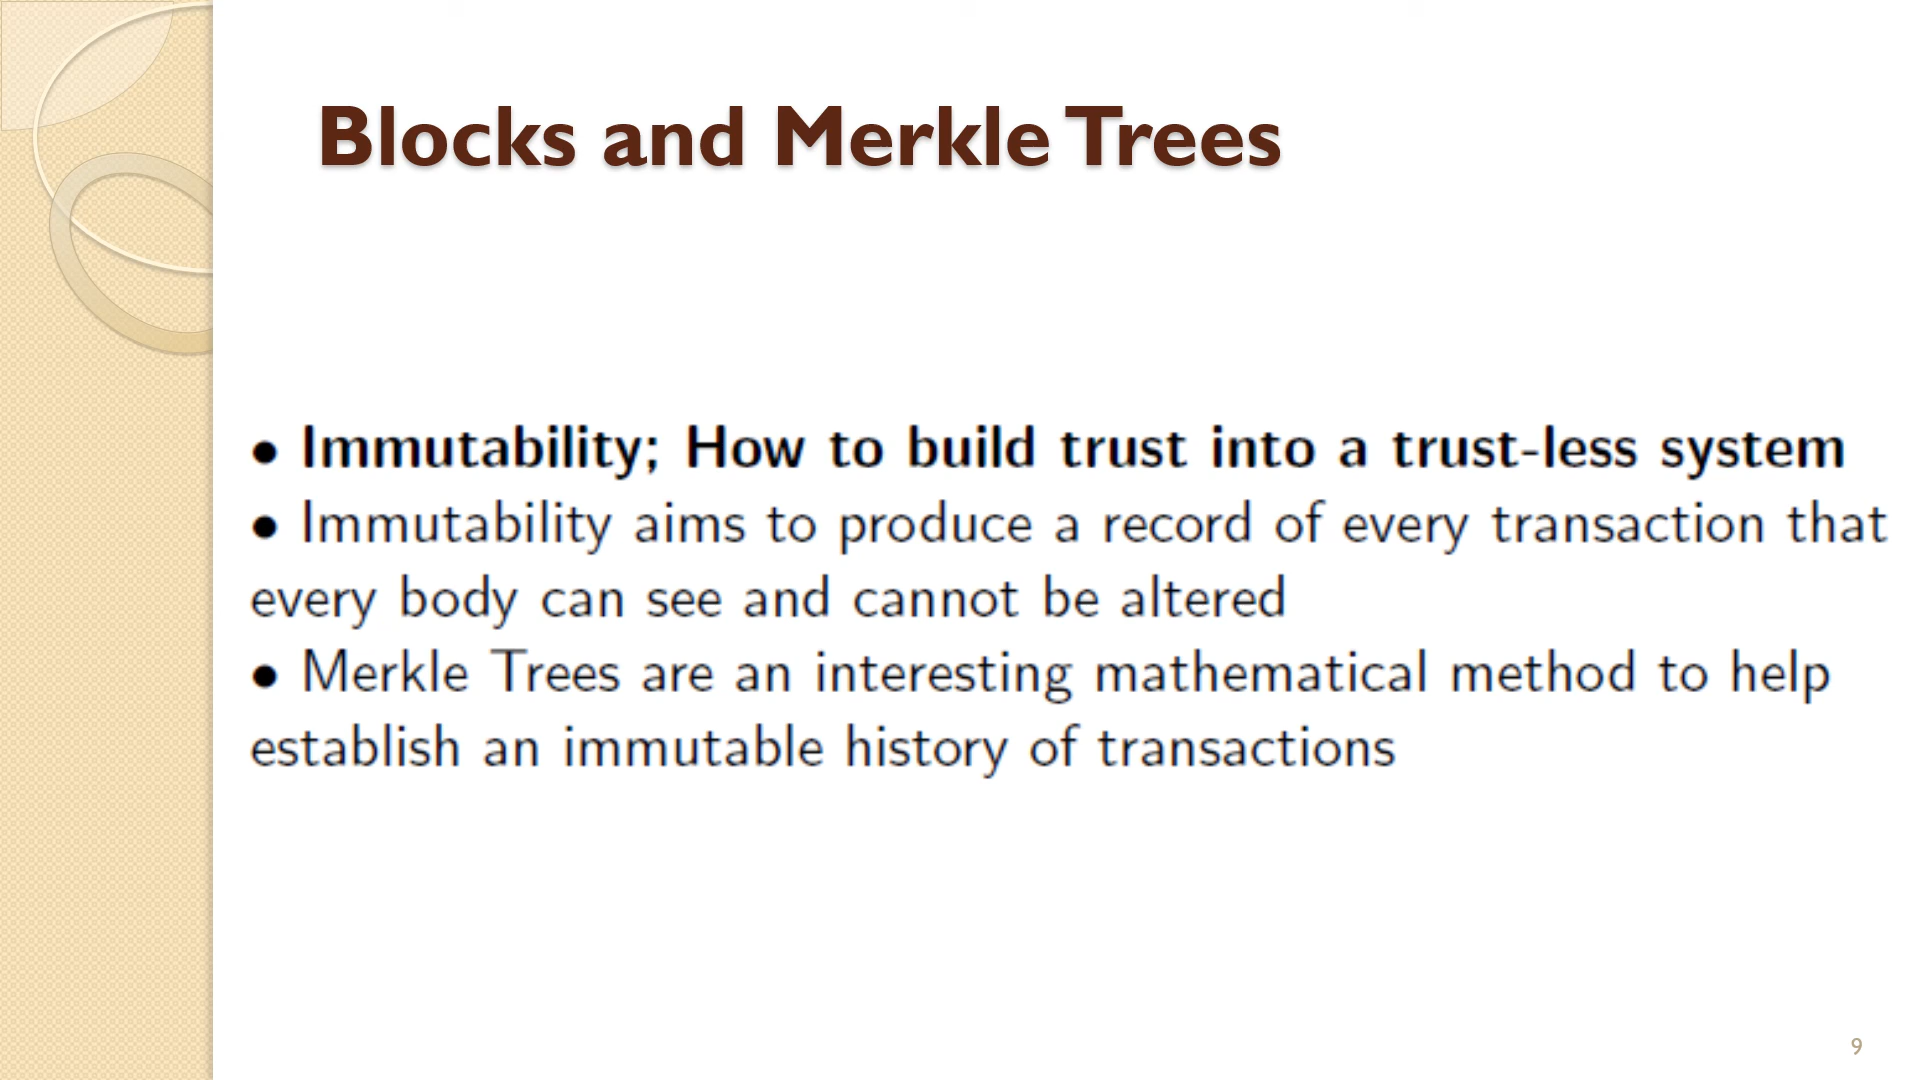 Blocks and Merkle Trees
• Immutability; How to build trust into a trust-less system
• Immutability aims to produce a record of every transaction that
every body can see and cannot be altered
• Merkle Trees are an interesting mathematical method to help
establish an immutable history of transactions
9